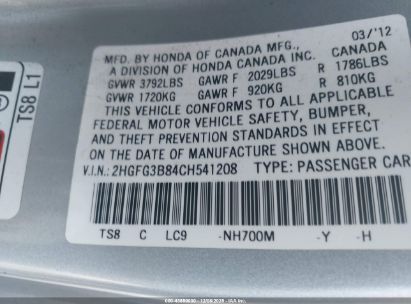 MFD. BY HONDA OF CANADA MFG., 03/'12
A DIVISION OF HONDA CANADA INC. CANADA
GVWR 3792LBS GAWR F 2029LBS R 1786LBS
GVWR 1720KG GAWR F 920KG R 810KG
THIS VEHICLE CONFORMS TO ALL APPLICABLE
FEDERAL MOTOR VEHICLE SAFETY, BUMPER,
AND THEFT PREVENTION STANDARDS IN EFFECT
ON THE DATE OF MANUFACTURE SHOWN ABOVE.
V.I.N.: 2HGFG3B84CH541208 TYPE: PASSENGER CAR
TS8 C LC9 -NH700M -Y -H
TS8 L1